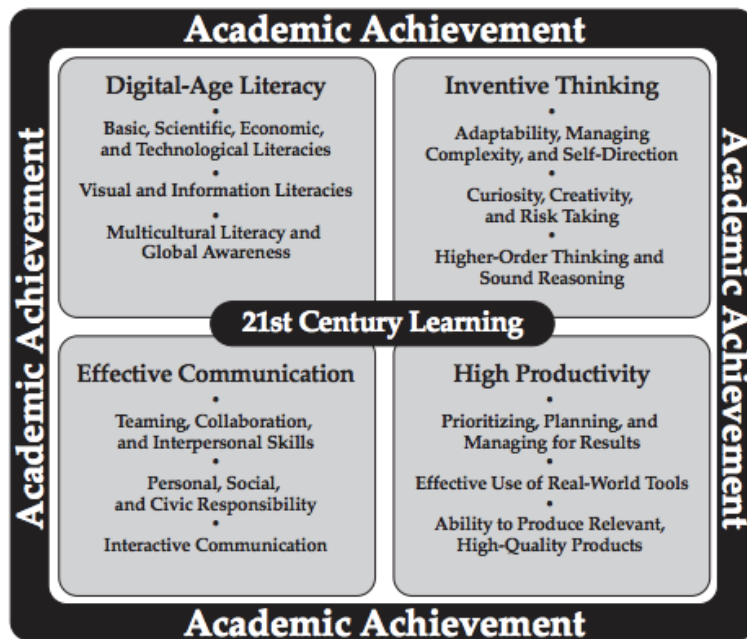 Academic Achievement
Academic Achievement
Digital-Age Literacy
•
Basic, Scientific, Economic,
and Technological Literacies
•
Visual and Information Literacies
•
Multicultural Literacy and
Global Awareness
Inventive Thinking
•
Adaptability, Managing
Complexity, and Self-Direction
•
Curiosity, Creativity,
and Risk Taking
•
Higher-Order Thinking and
Sound Reasoning
Academic Achievement
21st Century Learning
Effective Communication
•
Teaming, Collaboration,
and Interpersonal Skills
•
Personal, Social,
and Civic Responsibility
•
Interactive Communication
High Productivity
•
Prioritizing, Planning, and
Managing for Results
•
Effective Use of Real-World Tools
•
Ability to Produce Relevant,
High-Quality Products
Academic Achievement